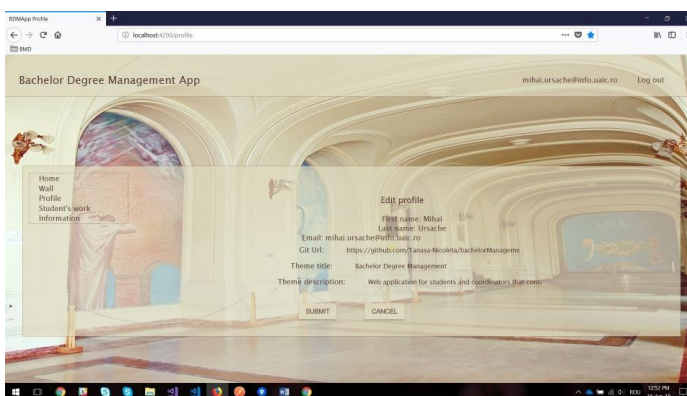 BDMApp Profile
localhost:4200/profile
BMD
Bachelor Degree Management App
mihai.ursache@info.uaic.ro
Log out
Home
Wall
Profile
Student's work
Information
Edit profile
First name: Mihai
Last name: Ursache
Email: mihai.ursache@info.uaic.ro
Git Url: https://github.com/Tanasa-Nicoleta/bachelorManageme
Theme title: Bachelor Degree Management
Theme description: Web application for students and coordinators that cont
SUBMIT CANCEL
ROU 12:52 PM